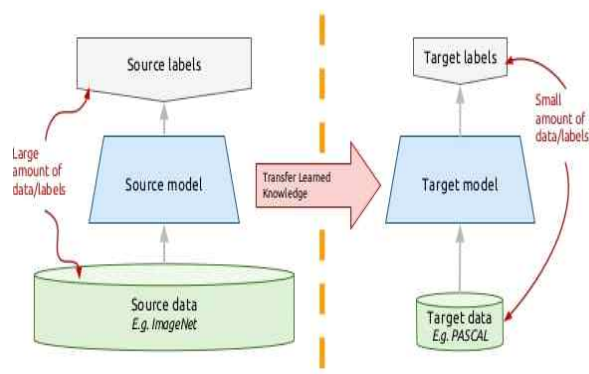 Source labels
Target labels
Large
amount of
data/labels
Small
amount of
data/labels
Source model
Transfer Learned
Knowledge
Target model
Source data
E.g. ImageNet
Target data
E.g. PASCAL